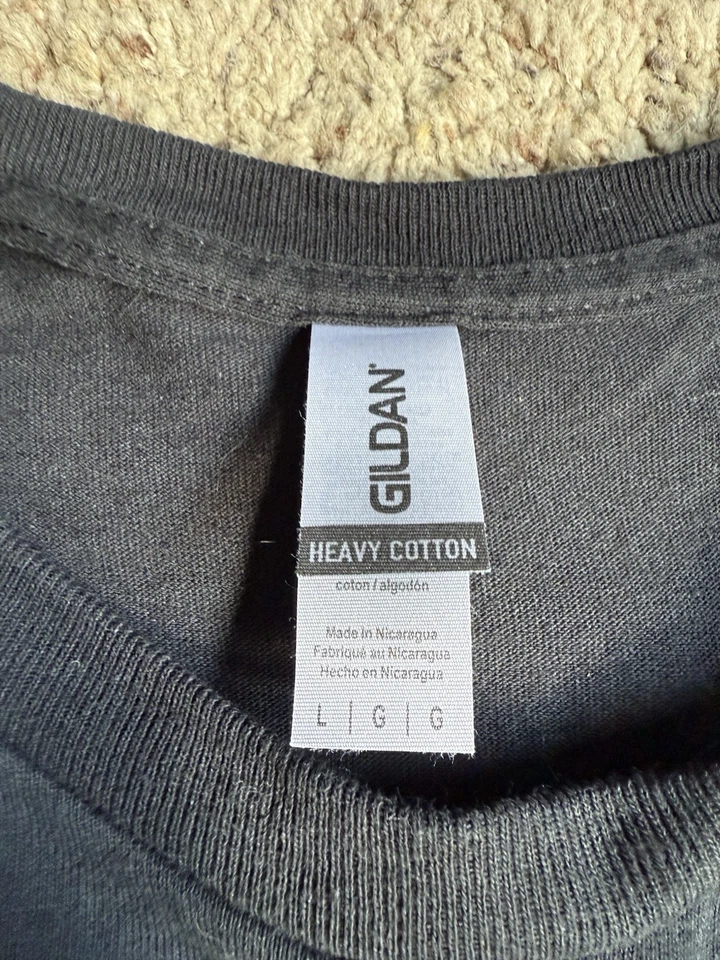 GILDAN
HEAVY COTTON
coton / algodón
Made in Nicaragua
Fabriqué au Nicaragua
Hecho en Nicaragua
L | G | G